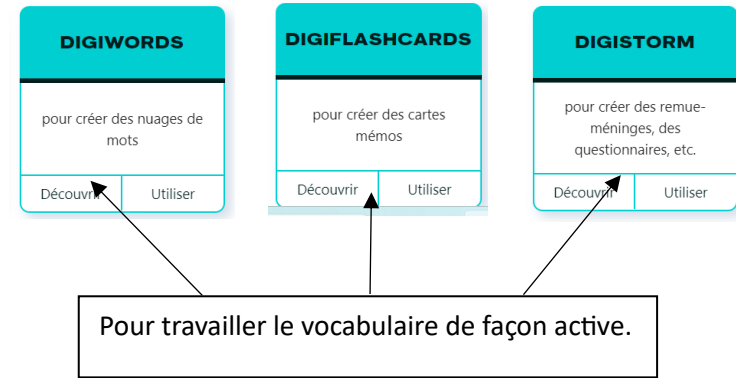 DIGIWORDS
pour créer des nuages de
mots
Découvrir
Utiliser
DIGIFLASHCARDS
pour créer des cartes
mémos
Découvrir
Utiliser
DIGISTORM
pour créer des remue-
méninges, des
questionnaires, etc.
Découvrir
Utiliser
Pour travailler le vocabulaire de façon active.